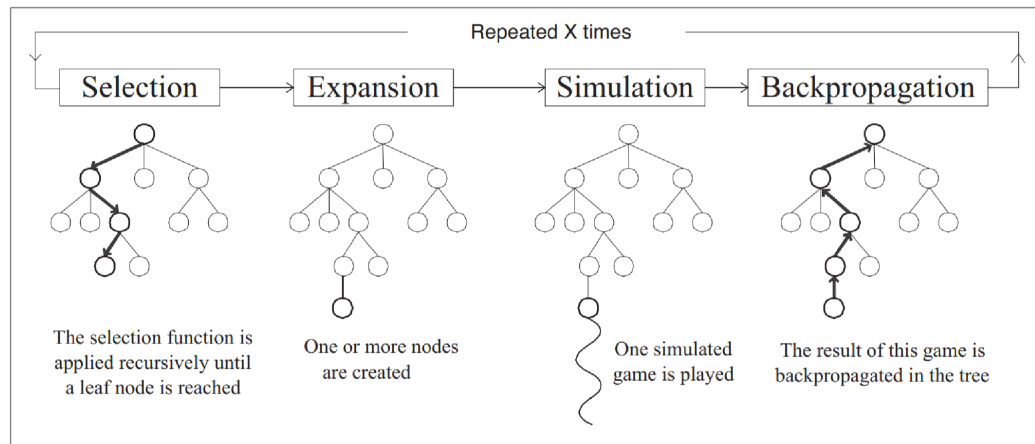 Repeated X times
Selection
Expansion
Simulation
Backpropagation
The selection function is
applied recursively until
a leaf node is reached
One or more nodes
are created
One simulated
game is played
The result of this game is
backpropagated in the tree